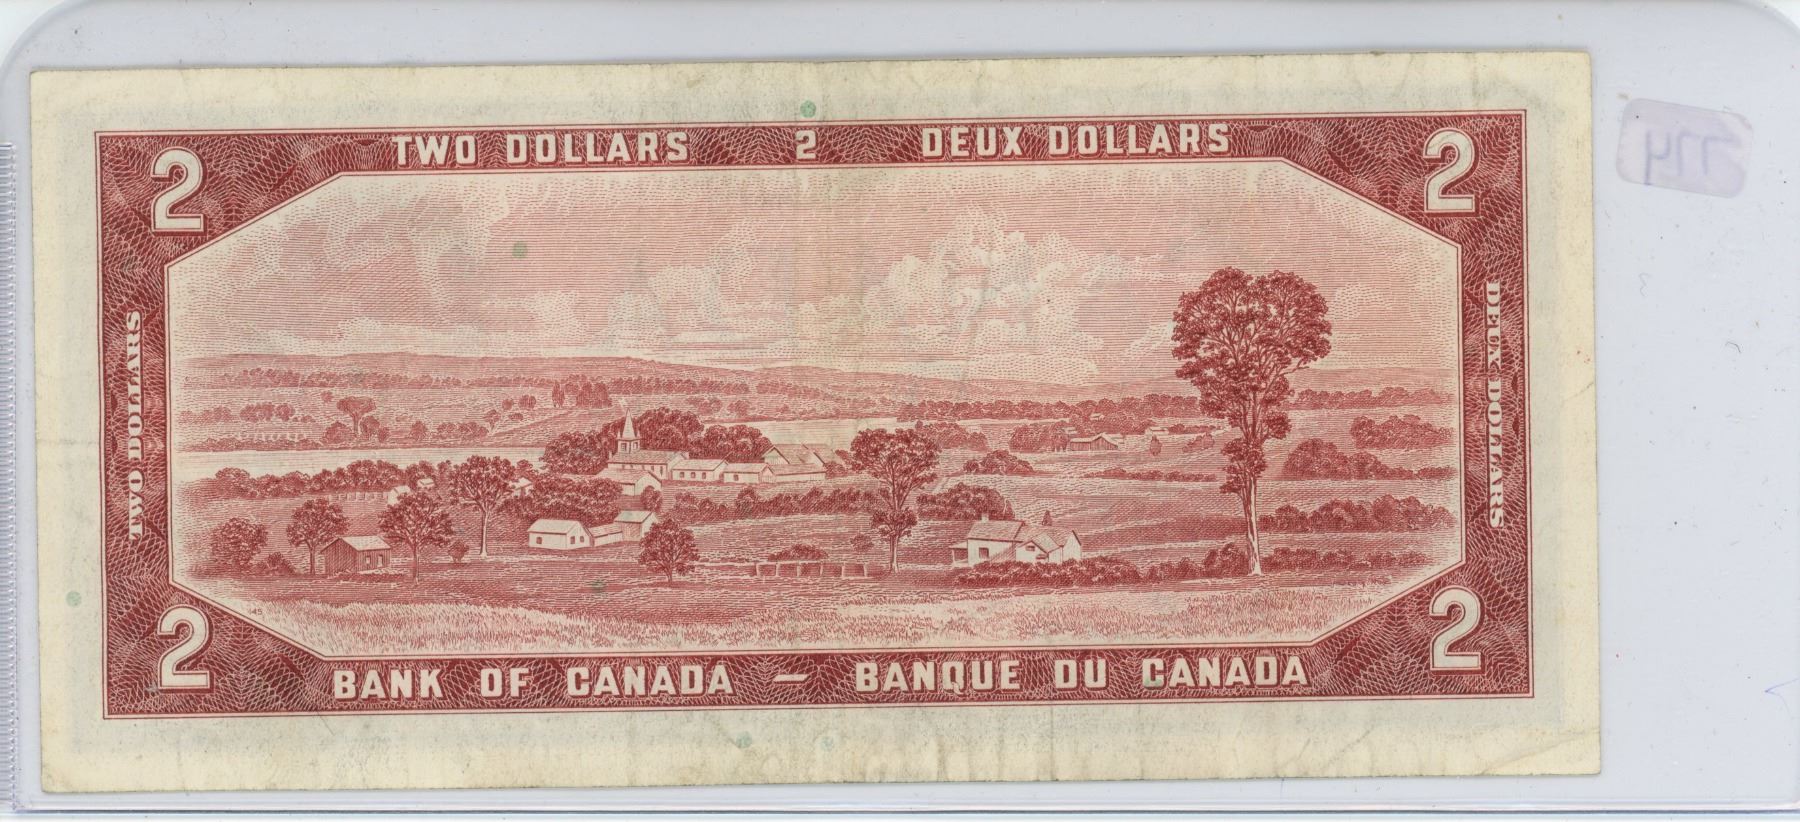 TWO DOLLARS 2 DEUX DOLLARS
2 2
TWO DOLLARS
DEUX DOLLARS
2 2
BANK OF CANADA — BANQUE DU CANADA